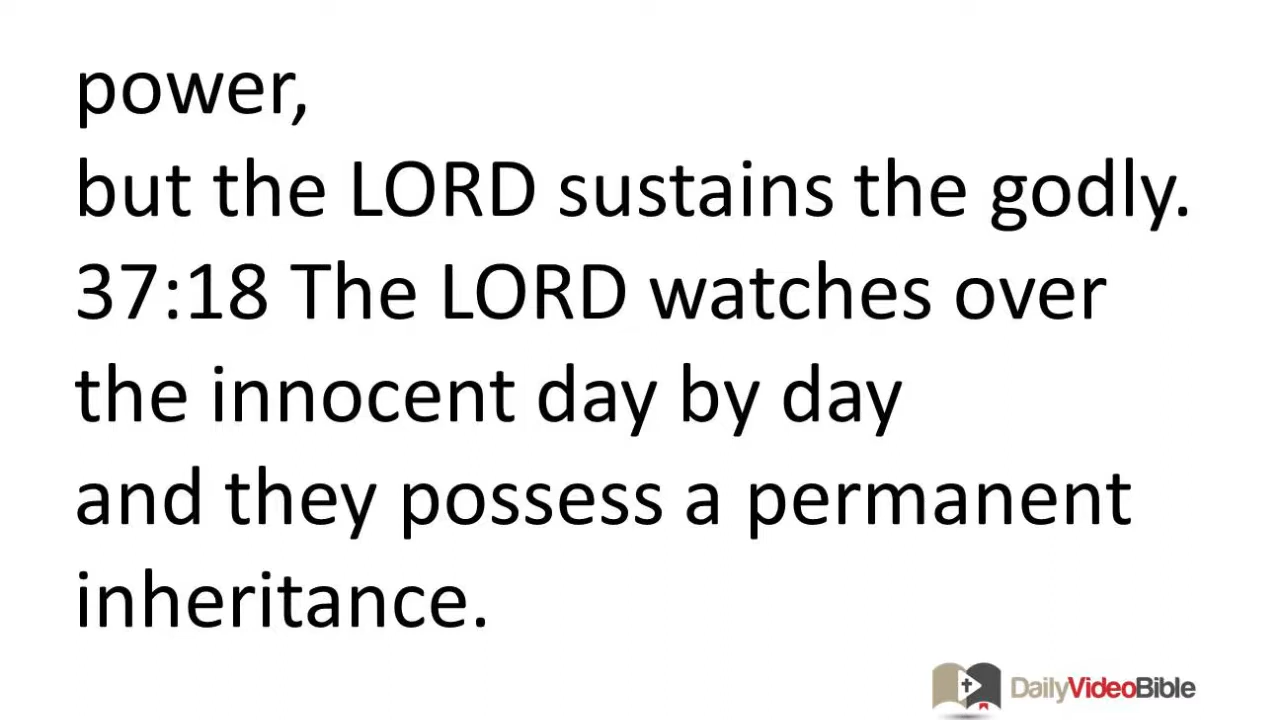 power,
but the LORD sustains the godly.
37:18 The LORD watches over
the innocent day by day
and they possess a permanent
inheritance.
DailyVideoBible